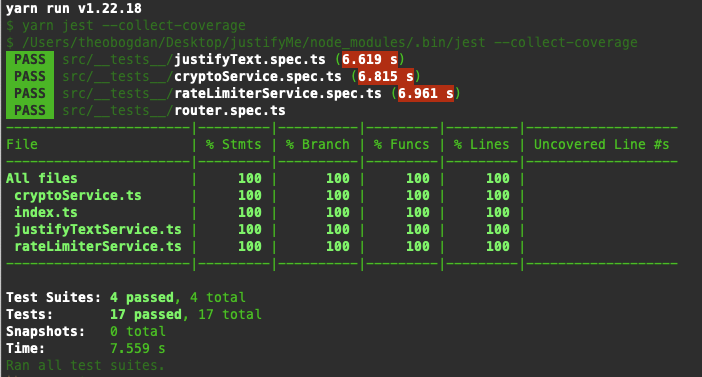 yarn run v1.22.18
$ yarn jest --collect-coverage
$ /Users/theobogdan/Desktop/justifyMe/node_modules/.bin/jest --collect-coverage
PASS src/__tests__/justifyText.spec.ts (6.619 s)
PASS src/__tests__/cryptoService.spec.ts (6.815 s)
PASS src/__tests__/rateLimiterService.spec.ts (6.961 s)
PASS src/__tests__/router.spec.ts
-----------------------|---------|----------|---------|---------|-------------------
File                   | % Stmts | % Branch | % Funcs | % Lines | Uncovered Line #s
-----------------------|---------|----------|---------|---------|-------------------
All files              |     100 |      100 |     100 |     100 |
 cryptoService.ts      |     100 |      100 |     100 |     100 |
 index.ts              |     100 |      100 |     100 |     100 |
 justifyTextService.ts |     100 |      100 |     100 |     100 |
 rateLimiterService.ts |     100 |      100 |     100 |     100 |
-----------------------|---------|----------|---------|---------|-------------------
Test Suites: 4 passed, 4 total
Tests:       17 passed, 17 total
Snapshots:   0 total
Time:        7.559 s
Ran all test suites.